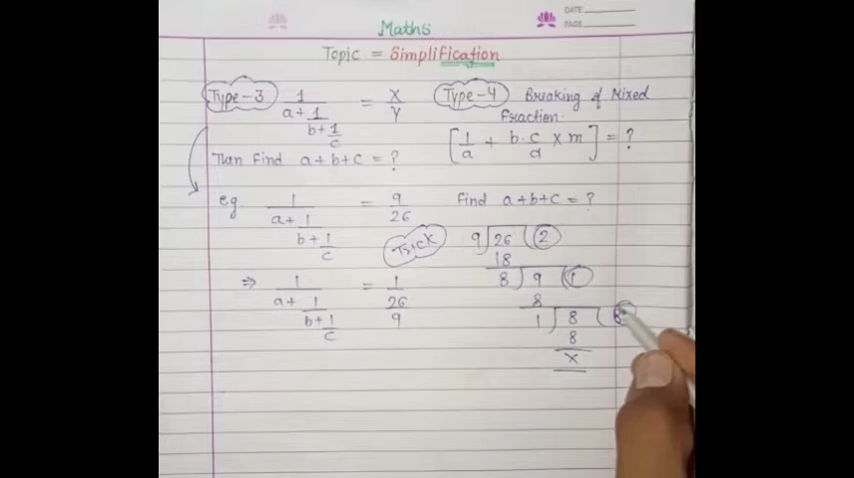 DATE
PAGE
Maths
Topic = Simplification
Type-3 1/(a+1/(b+1/c)) = X/Y
Than find a+b+c = ?
eg. 1/(a+1/(b+1/c)) = 9/26
⇒ 1/(a+1/(b+1/c)) = 1/(26/9)
Type-4 Breaking of Mixed
Fraction.
[1/a + b.c/d × m] = ?
Find a+b+c = ?
Trick
9)26(2
18
8)9(1
8
1)8(8
8
×